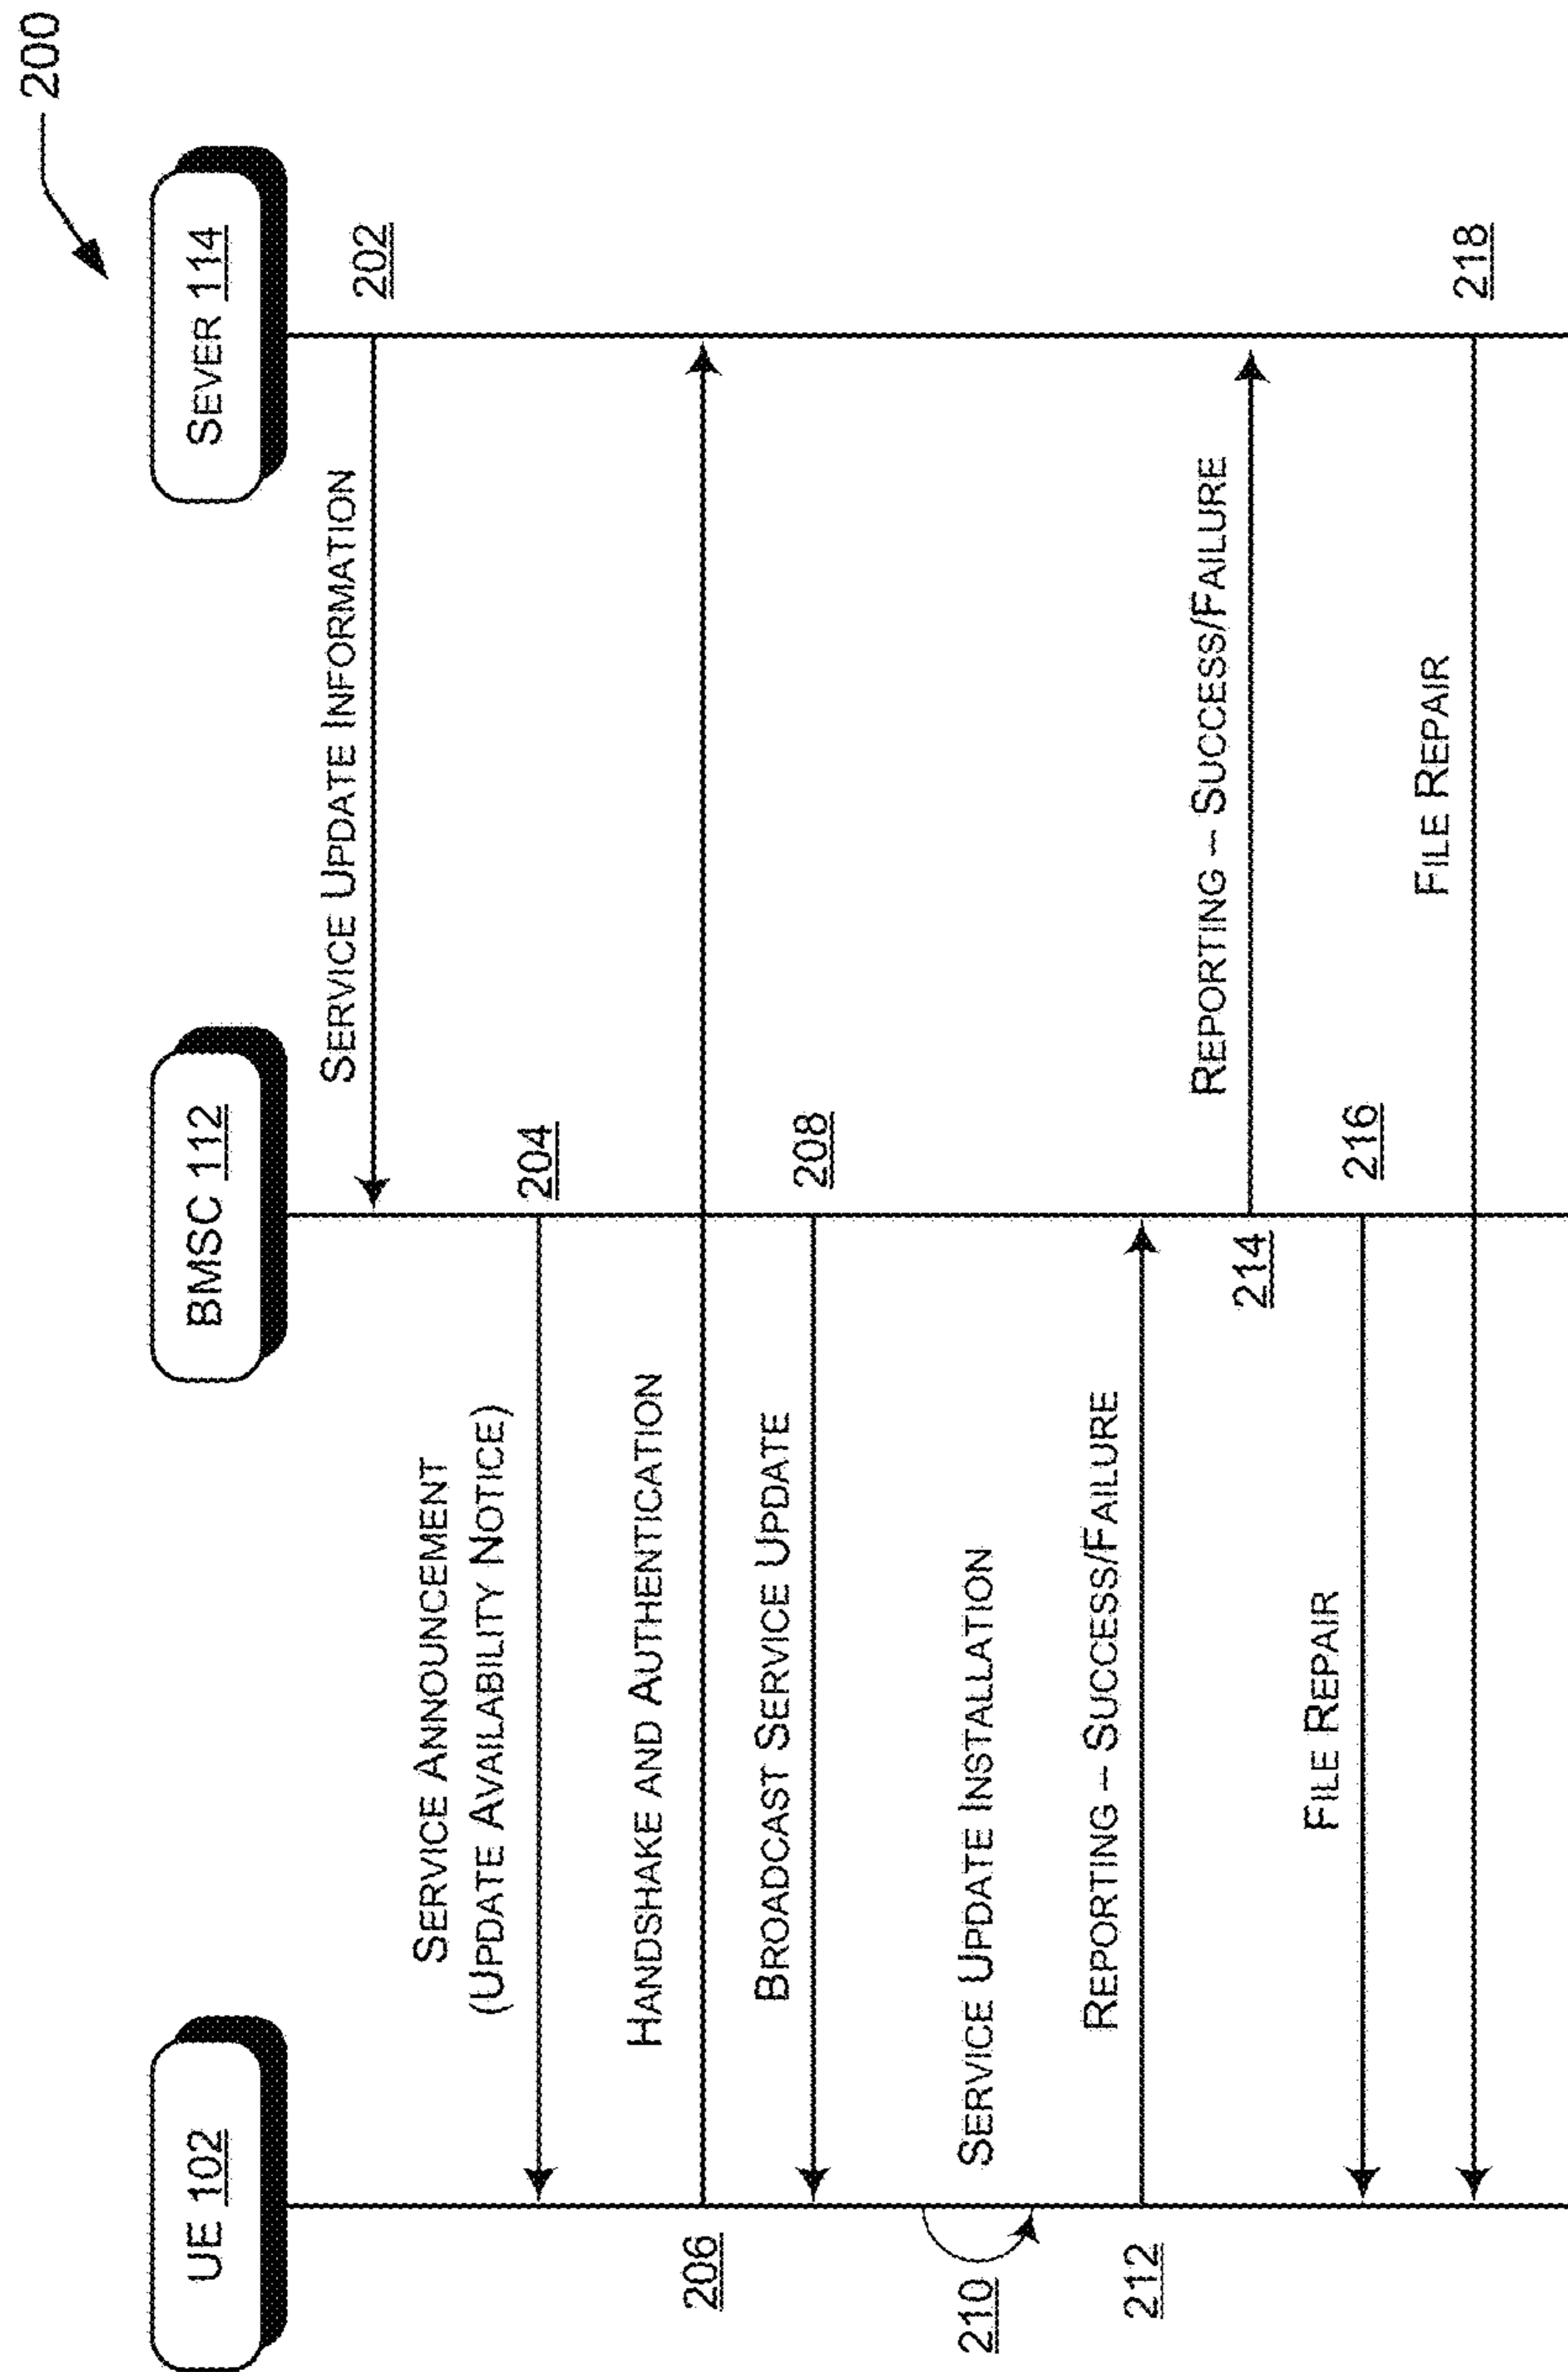 200
UE 102
BMSC 112
SEVER 114
SERVICE UPDATE INFORMATION
202
SERVICE ANNOUNCEMENT
(UPDATE AVAILABILITY NOTICE)
204
HANDSHAKE AND AUTHENTICATION
206
BROADCAST SERVICE UPDATE
208
SERVICE UPDATE INSTALLATION
210
REPORTING – SUCCESS/FAILURE
212
REPORTING – SUCCESS/FAILURE
214
FILE REPAIR
216
FILE REPAIR
218